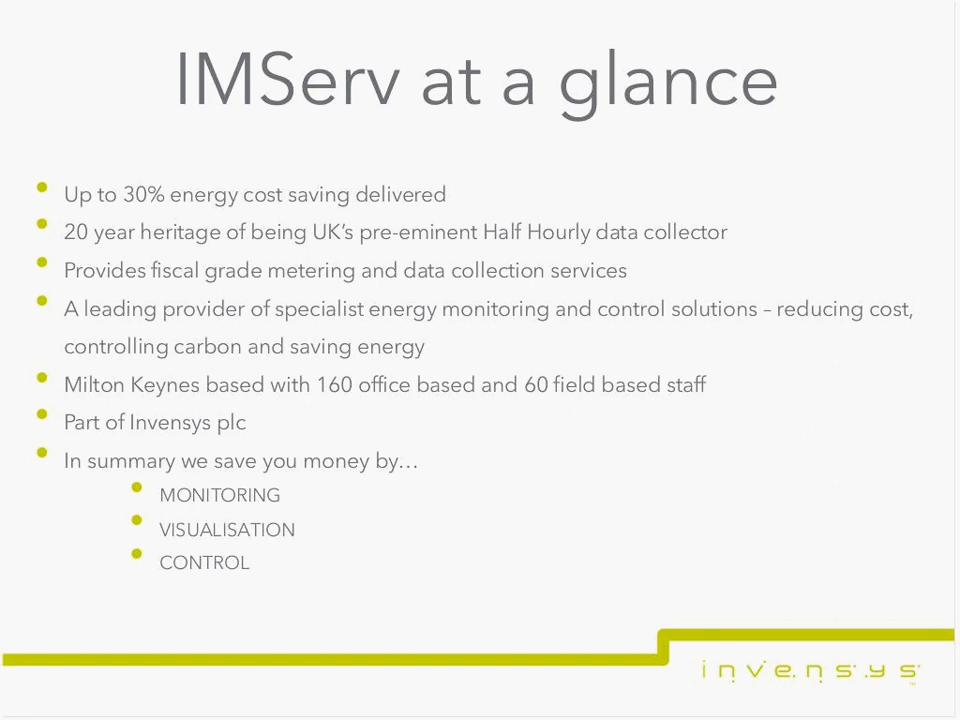 IMServ at a glance
Up to 30% energy cost saving delivered
20 year heritage of being UK’s pre-eminent Half Hourly data collector
Provides fiscal grade metering and data collection services
A leading provider of specialist energy monitoring and control solutions – reducing cost,
controlling carbon and saving energy
Milton Keynes based with 160 office based and 60 field based staff
Part of Invensys plc
In summary we save you money by…
MONITORING
VISUALISATION
CONTROL
invensys
™